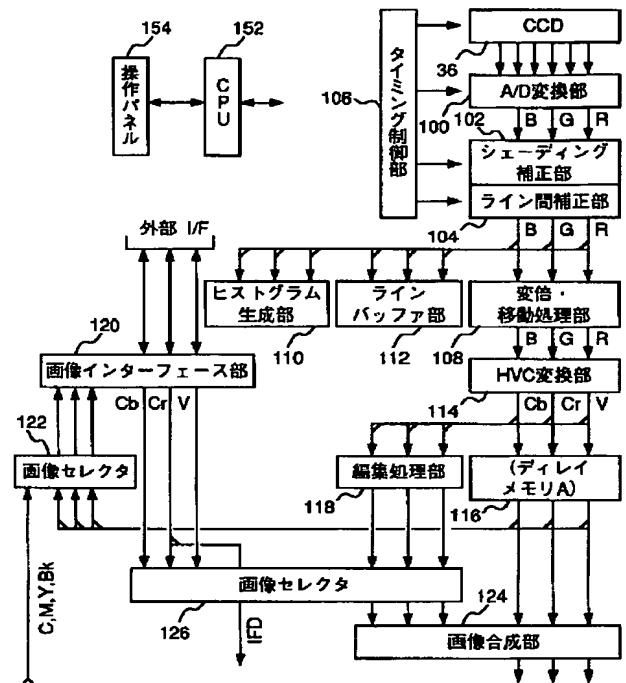 154
152
操作パネル
CPU
106
タイミング制御部
CCD
36
A/D変換部
100
B G R
102
シェーディング
補正部
ライン間補正部
104
B G R
外部 I/F
ヒストグラム
生成部
110
ライン
バッファ部
112
変倍・
移動処理部
108
B G R
120
画像インターフェース部
Cb Cr V
HVC変換部
114
Cb Cr V
122
画像セレクタ
編集処理部
118
(ディレイ
メモリA)
116
C,M,Y,Bk
画像セレクタ
126
IFD
124
画像合成部